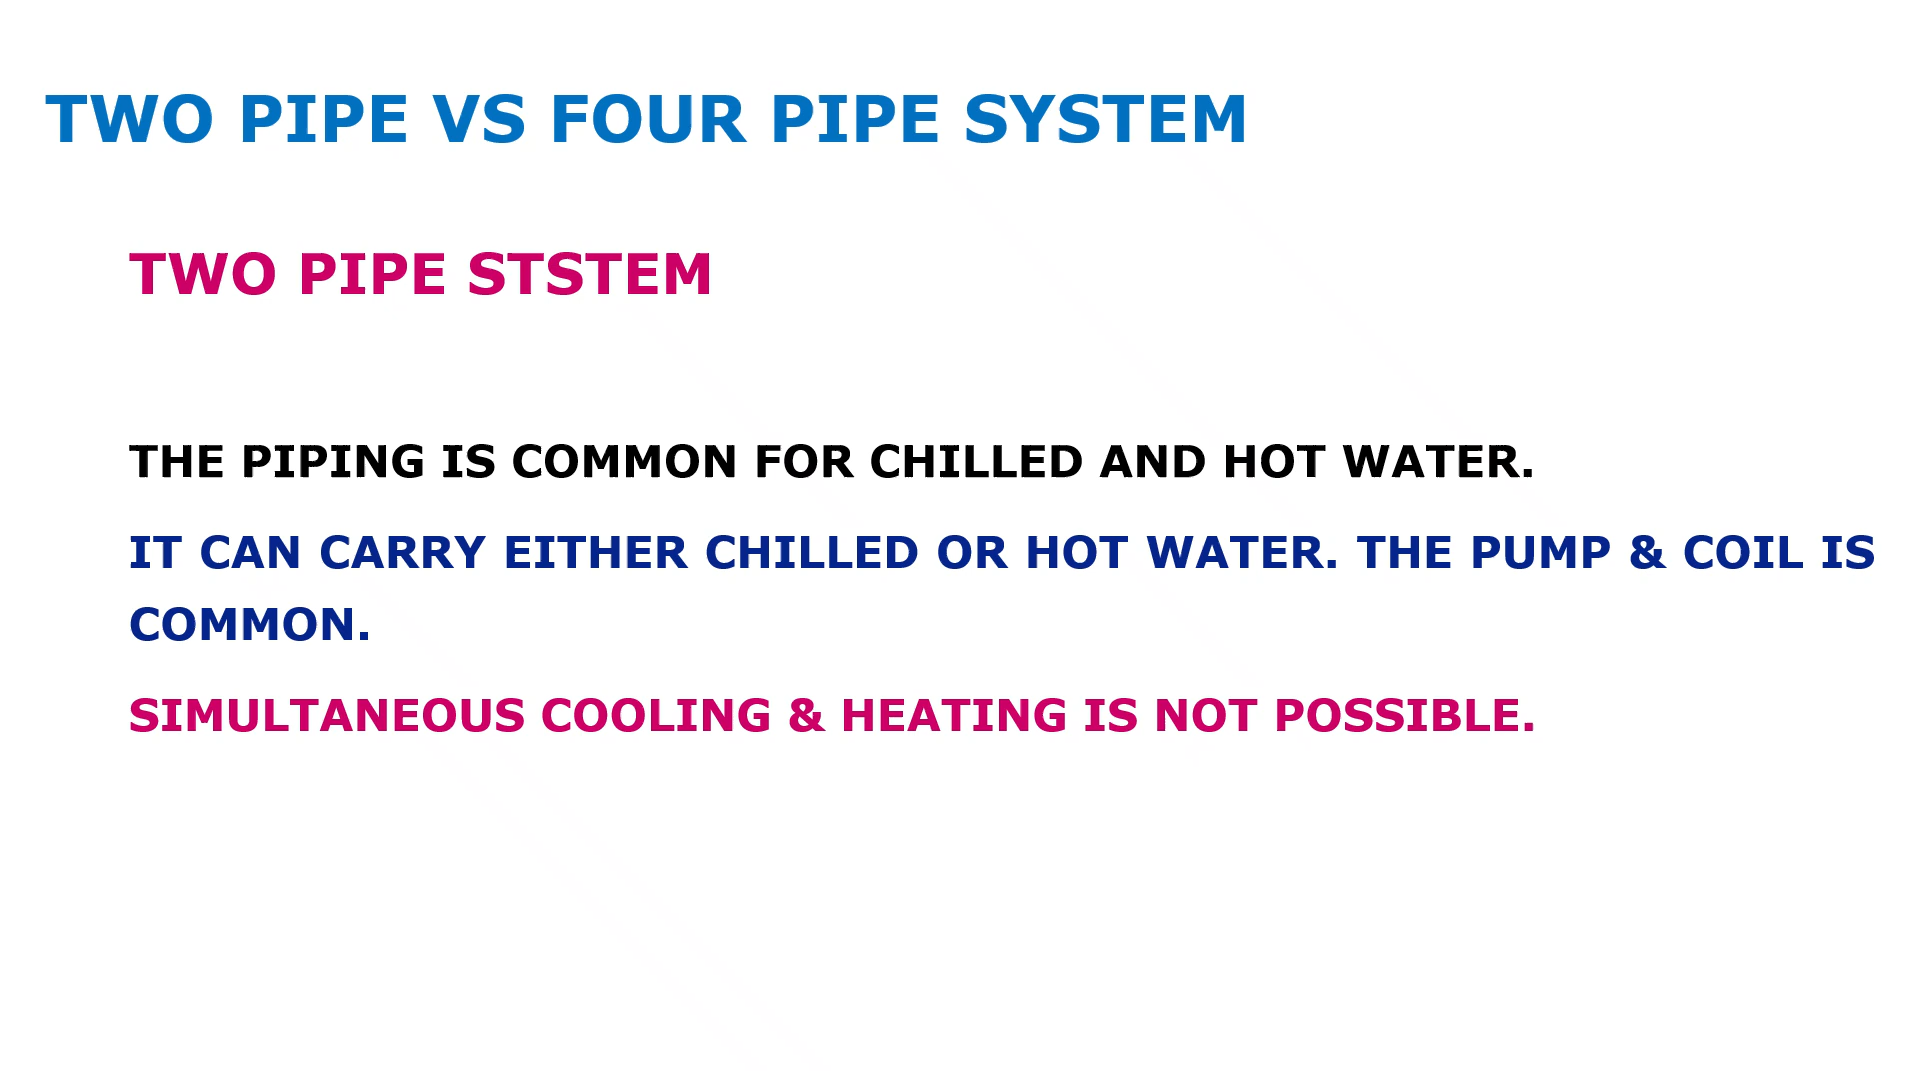 TWO PIPE VS FOUR PIPE SYSTEM
TWO PIPE STSTEM
THE PIPING IS COMMON FOR CHILLED AND HOT WATER.
IT CAN CARRY EITHER CHILLED OR HOT WATER. THE PUMP & COIL IS
COMMON.
SIMULTANEOUS COOLING & HEATING IS NOT POSSIBLE.